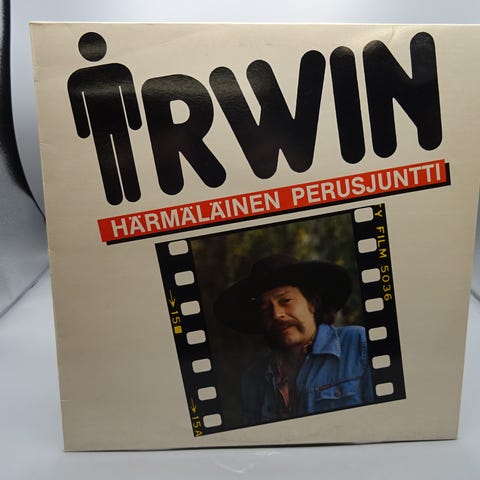 IRWIN
HÄRMÄLÄINEN PERUSJUNTTI
Y FILM 5036
→15
→15A